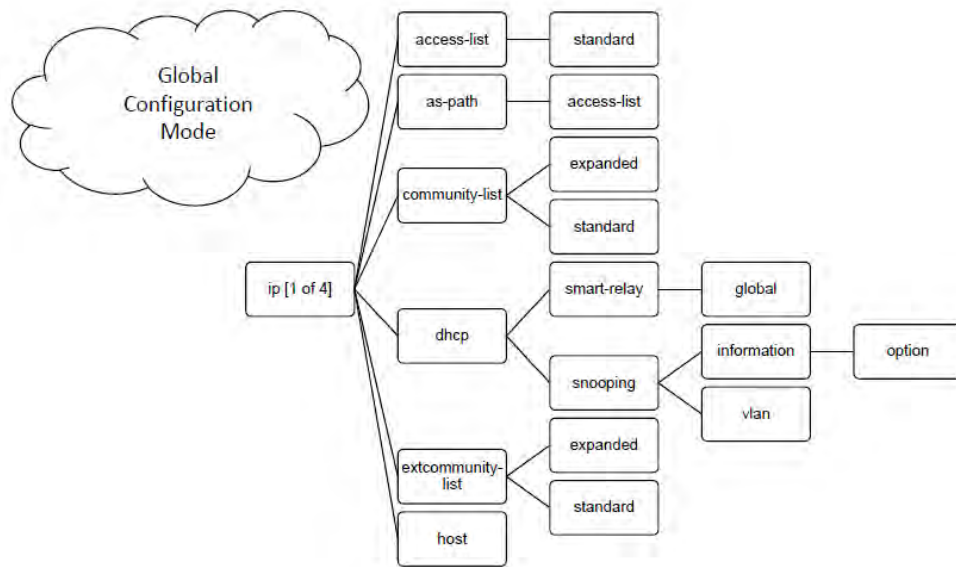 Global
Configuration
Mode
access-list
standard
as-path
access-list
community-list
expanded
standard
ip [1 of 4]
dhcp
smart-relay
global
snooping
information
option
vlan
extcommunity-
list
expanded
standard
host